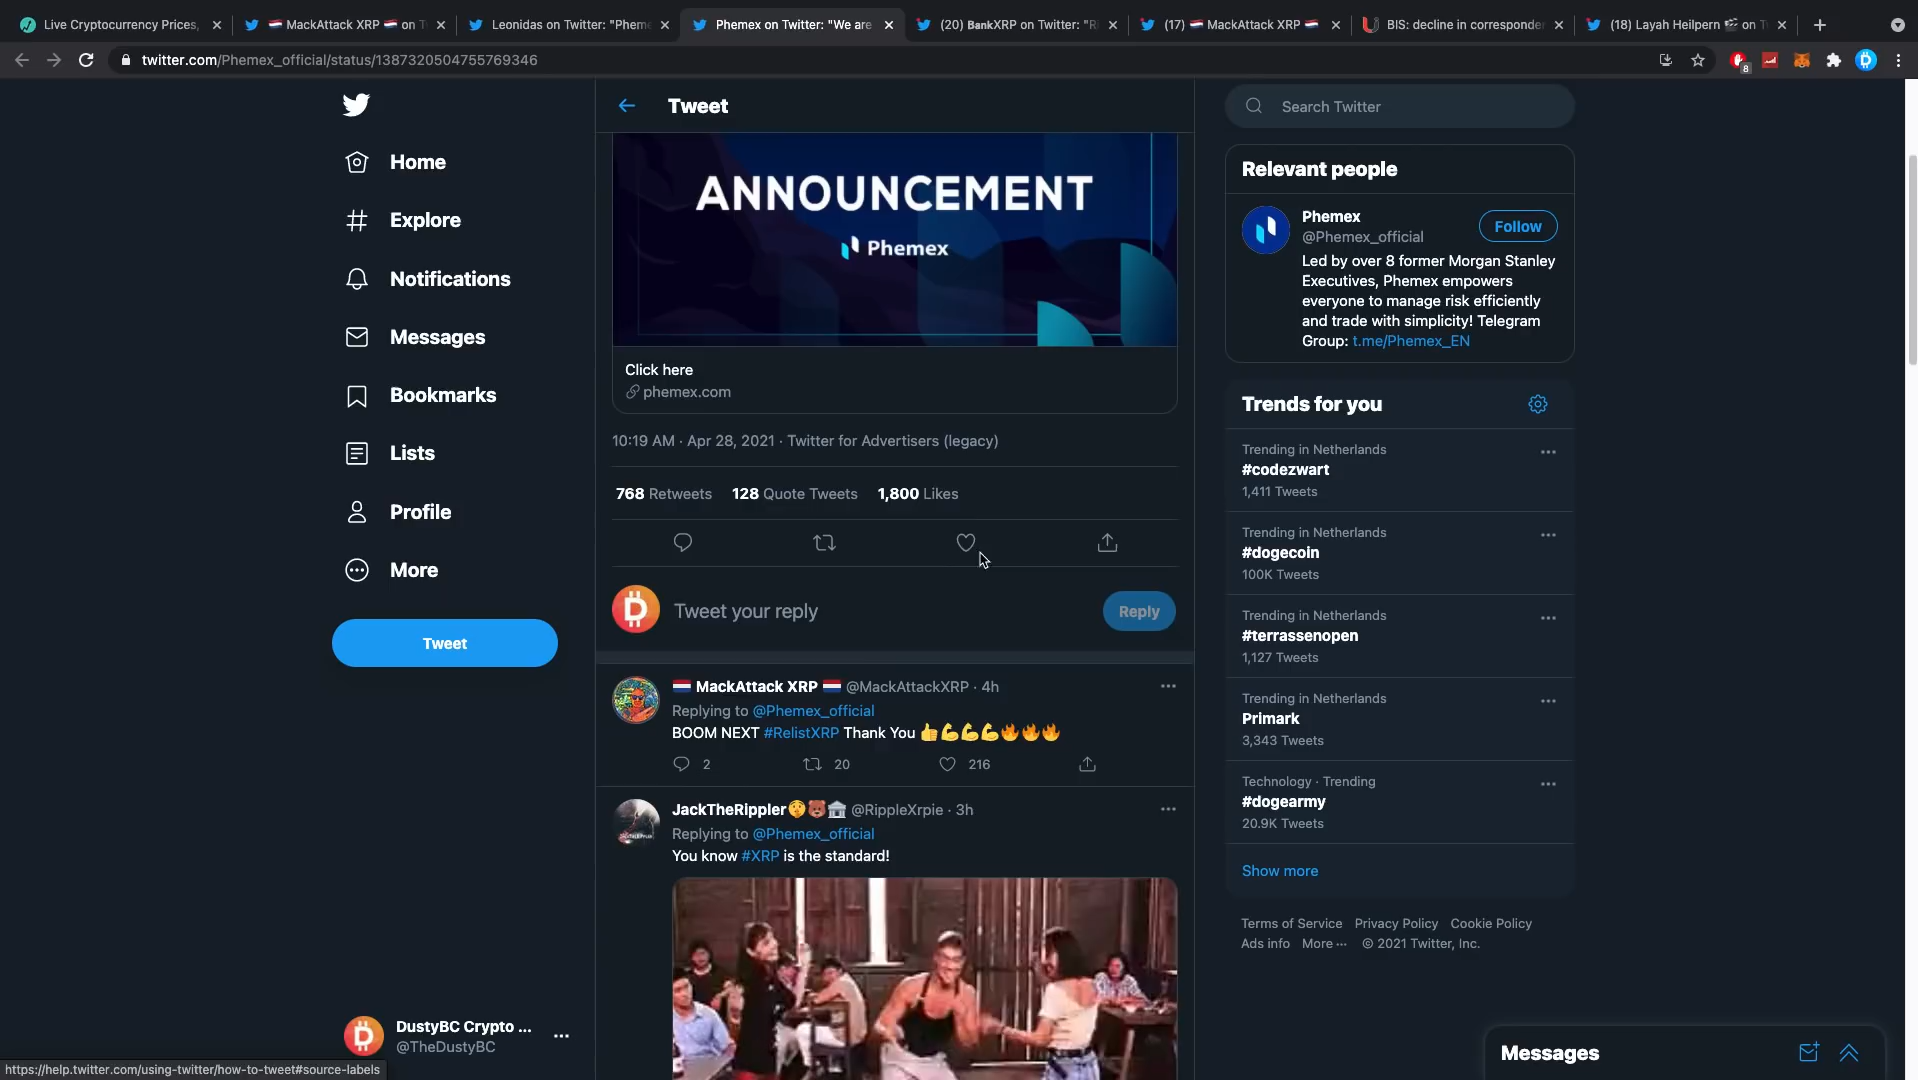 Live Cryptocurrency Prices,
MackAttack XRP on T
Leonidas on Twitter: "Pheme
Phemex on Twitter: "We are
(20) BankXRP on Twitter: "R
(17) MackAttack XRP
BIS: decline in corresponden
(18) Layah Heilpern on Tw
twitter.com/Phemex_official/status/1387320504755769346
8
Home
Explore
Notifications
Messages
Bookmarks
Lists
Profile
More
Tweet
DustyBC Crypto ...
@TheDustyBC
https://help.twitter.com/using-twitter/how-to-tweet#source-labels
Tweet
ANNOUNCEMENT
Phemex
Click here
phemex.com
10:19 AM · Apr 28, 2021 · Twitter for Advertisers (legacy)
768 Retweets 128 Quote Tweets 1,800 Likes
Tweet your reply
Reply
MackAttack XRP @MackAttackXRP · 4h
Replying to @Phemex_official
BOOM NEXT #RelistXRP Thank You 👍💪💪💪🔥🔥🔥
2 20 216
JackTheRippler @RippleXrpie · 3h
Replying to @Phemex_official
You know #XRP is the standard!
Search Twitter
Relevant people
Phemex
@Phemex_official
Follow
Led by over 8 former Morgan Stanley
Executives, Phemex empowers
everyone to manage risk efficiently
and trade with simplicity! Telegram
Group: t.me/Phemex_EN
Trends for you
Trending in Netherlands
#codezwart
1,411 Tweets
Trending in Netherlands
#dogecoin
100K Tweets
Trending in Netherlands
#terrassenopen
1,127 Tweets
Trending in Netherlands
Primark
3,343 Tweets
Technology · Trending
#dogearmy
20.9K Tweets
Show more
Terms of Service Privacy Policy Cookie Policy
Ads info More ··· © 2021 Twitter, Inc.
Messages